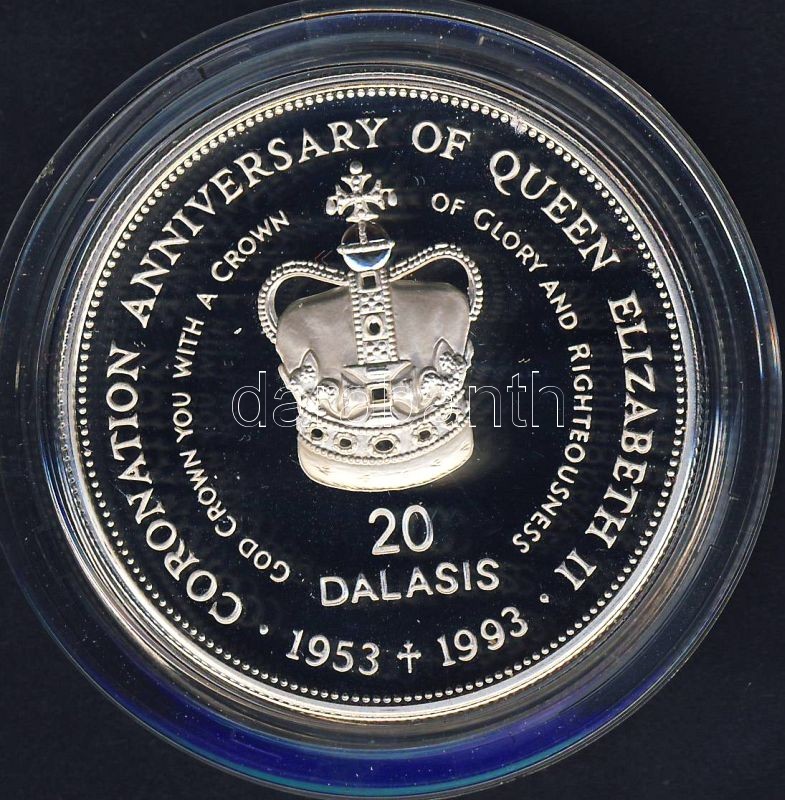 CORONATION ANNIVERSARY OF QUEEN ELIZABETH II
GOD CROWN YOU WITH A CROWN OF GLORY AND RIGHTEOUSNESS
darabanth
20
DALASIS
· 1953 † 1993 ·